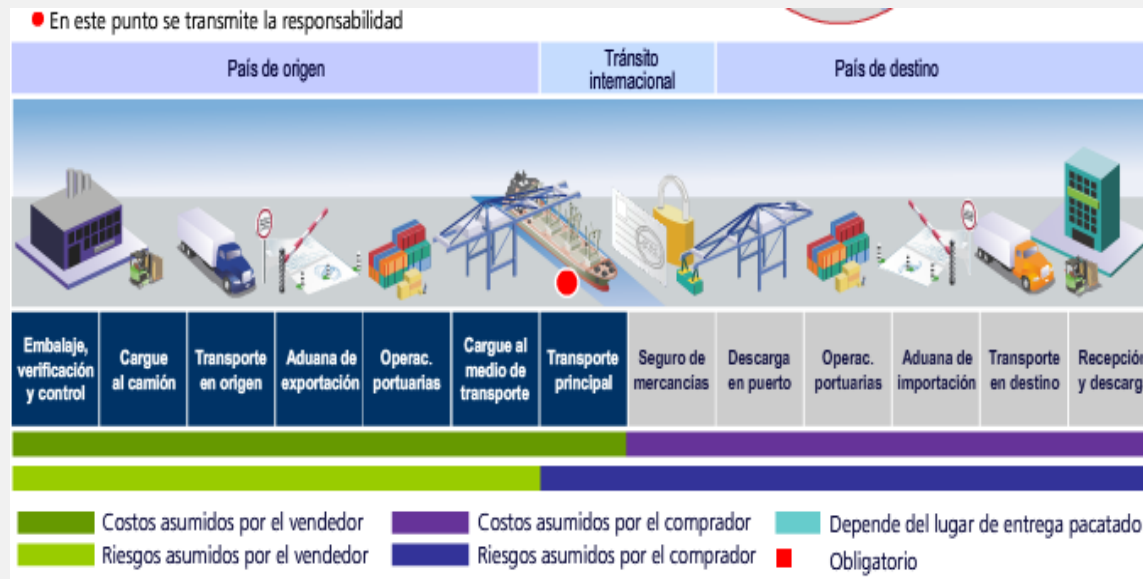 En este punto se transmite la responsabilidad
País de origen
Tránsito
internacional
País de destino
Embalaje,
verificación
y control
Cargue
al camión
Transporte
en origen
Aduana de
exportación
Operac.
portuarias
Cargue al
medio de
transporte
Transporte
principal
Seguro de
mercancías
Descarga
en puerto
Operac.
portuarias
Aduana de
importación
Transporte
en destino
Recepción
y descarg
Costos asumidos por el vendedor
Costos asumidos por el comprador
Depende del lugar de entrega pacatado
Riesgos asumidos por el vendedor
Riesgos asumidos por el comprador
Obligatorio